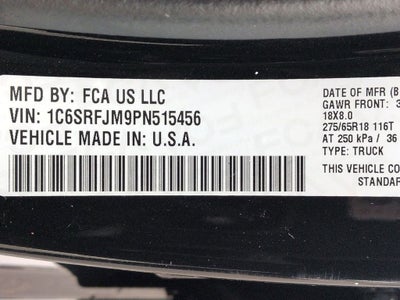 MFD BY: FCA US LLC
VIN: 1C6SRFJM9PN515456
VEHICLE MADE IN: U.S.A.
DATE OF MFR (B
GAWR FRONT: 3
18X8.0
275/65R18 116T
AT 250 kPa / 36
TYPE: TRUCK
THIS VEHICLE CO
STANDAR